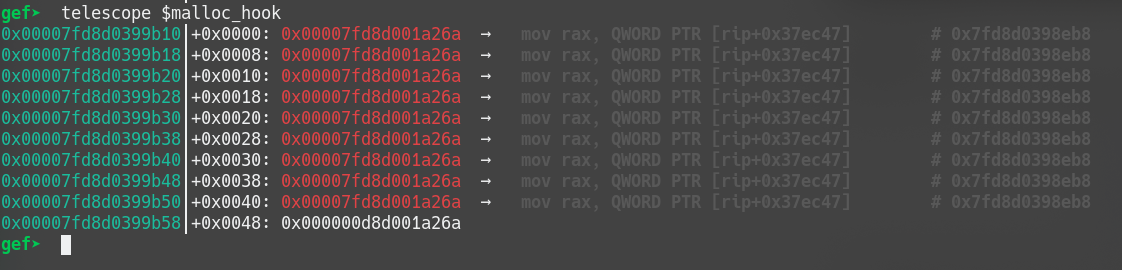 gef➤  telescope $malloc_hook
0x00007fd8d0399b10│+0x0000: 0x00007fd8d001a26a  →   mov rax, QWORD PTR [rip+0x37ec47]        # 0x7fd8d0398eb8
0x00007fd8d0399b18│+0x0008: 0x00007fd8d001a26a  →   mov rax, QWORD PTR [rip+0x37ec47]        # 0x7fd8d0398eb8
0x00007fd8d0399b20│+0x0010: 0x00007fd8d001a26a  →   mov rax, QWORD PTR [rip+0x37ec47]        # 0x7fd8d0398eb8
0x00007fd8d0399b28│+0x0018: 0x00007fd8d001a26a  →   mov rax, QWORD PTR [rip+0x37ec47]        # 0x7fd8d0398eb8
0x00007fd8d0399b30│+0x0020: 0x00007fd8d001a26a  →   mov rax, QWORD PTR [rip+0x37ec47]        # 0x7fd8d0398eb8
0x00007fd8d0399b38│+0x0028: 0x00007fd8d001a26a  →   mov rax, QWORD PTR [rip+0x37ec47]        # 0x7fd8d0398eb8
0x00007fd8d0399b40│+0x0030: 0x00007fd8d001a26a  →   mov rax, QWORD PTR [rip+0x37ec47]        # 0x7fd8d0398eb8
0x00007fd8d0399b48│+0x0038: 0x00007fd8d001a26a  →   mov rax, QWORD PTR [rip+0x37ec47]        # 0x7fd8d0398eb8
0x00007fd8d0399b50│+0x0040: 0x00007fd8d001a26a  →   mov rax, QWORD PTR [rip+0x37ec47]        # 0x7fd8d0398eb8
0x00007fd8d0399b58│+0x0048: 0x000000d8d001a26a
gef➤